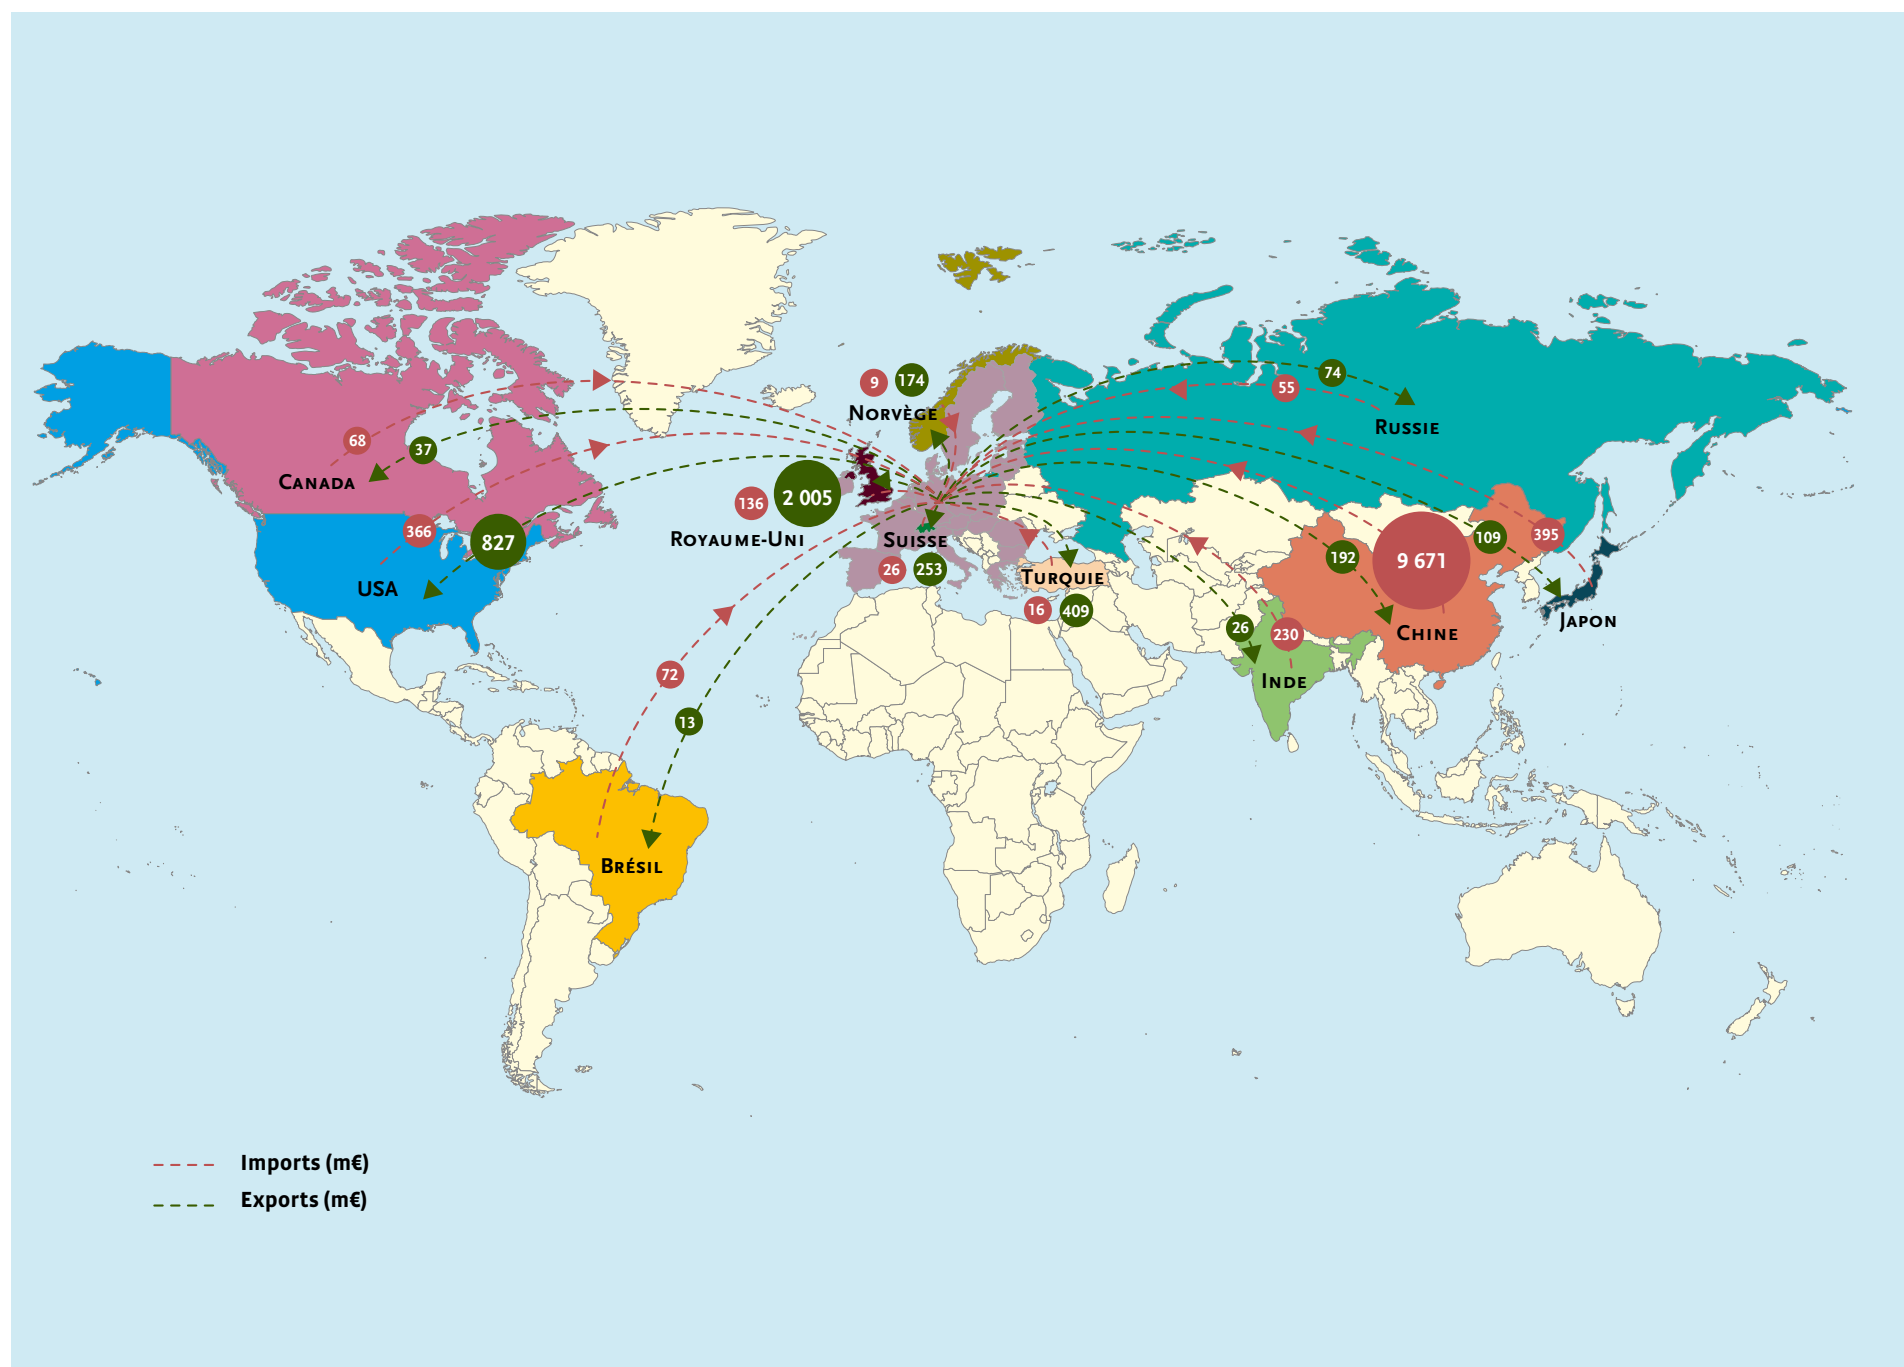 74
55
9
174
Norvège
Russie
68
37
Canada
136
2 005
Royaume-Uni
366
827
USA
Suisse
26
253
Turquie
16
409
192
9 671
109
395
Japon
Chine
26
230
Inde
72
13
Brésil
Imports (m€)
Exports (m€)